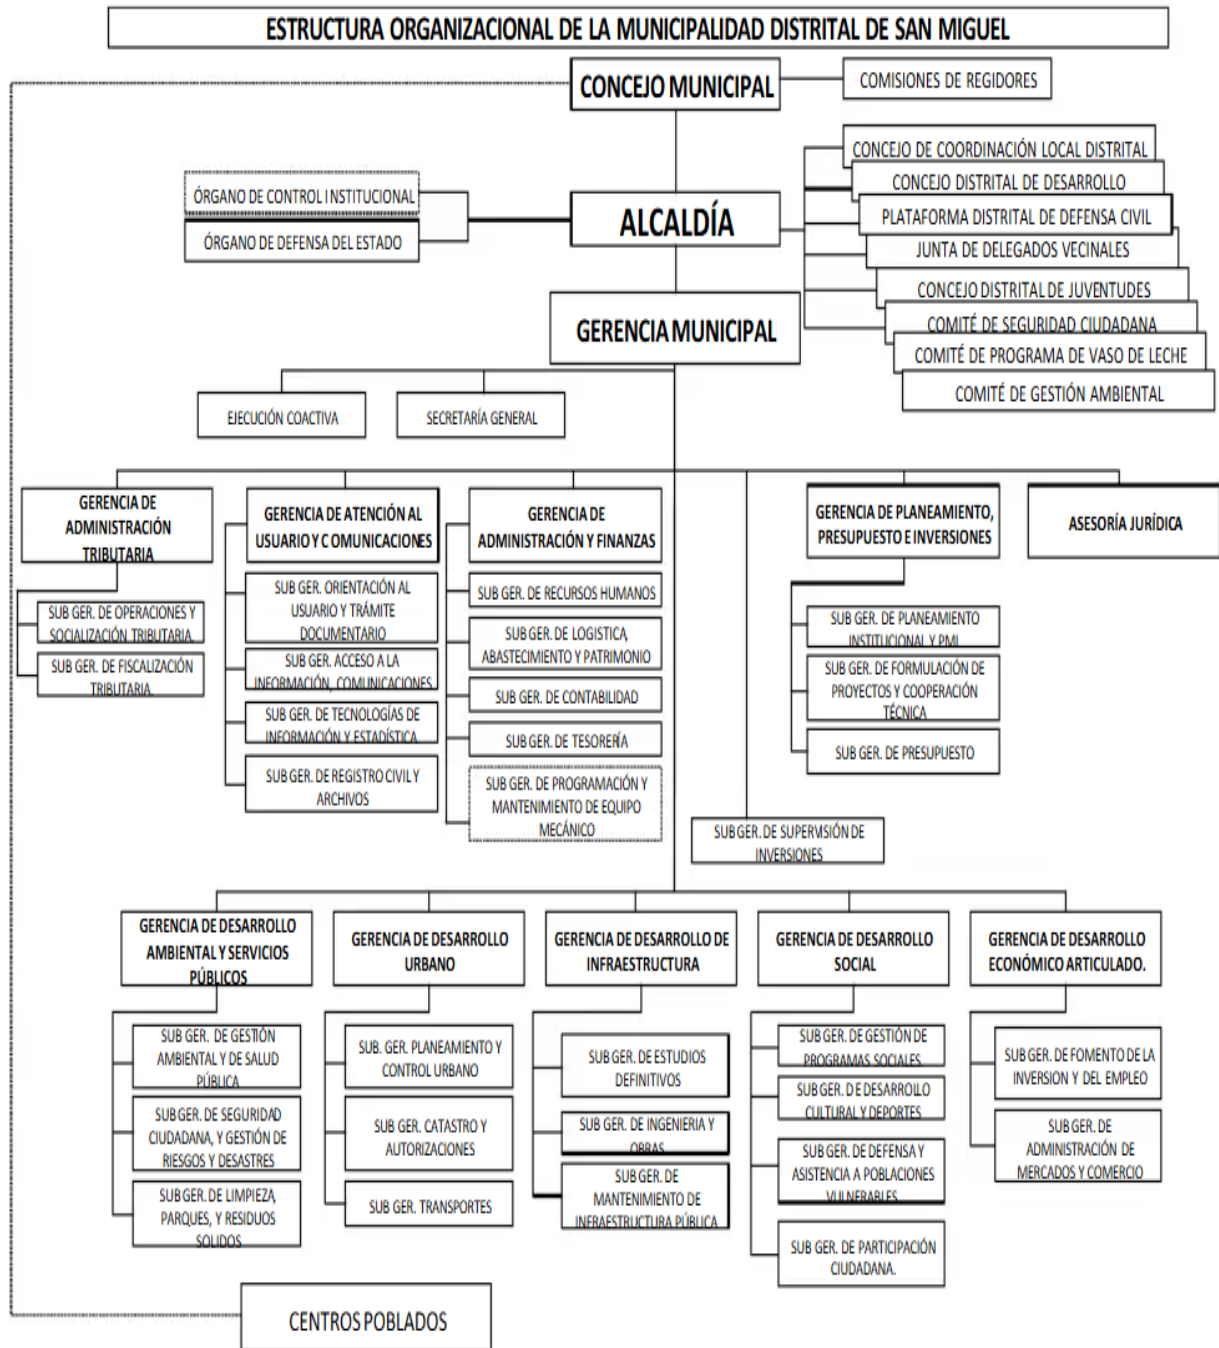 ESTRUCTURA ORGANIZACIONAL DE LA MUNICIPALIDAD DISTRITAL DE SAN MIGUEL
CONCEJO MUNICIPAL
COMISIONES DE REGIDORES
CONCEJO DE COORDINACIÓN LOCAL DISTRITAL
CONCEJO DISTRITAL DE DESARROLLO
PLATAFORMA DISTRITAL DE DEFENSA CIVIL
JUNTA DE DELEGADOS VECINALES
CONCEJO DISTRITAL DE JUVENTUDES
COMITÉ DE SEGURIDAD CIUDADANA
COMITÉ DE PROGRAMA DE VASO DE LECHE
COMITÉ DE GESTIÓN AMBIENTAL
ÓRGANO DE CONTROL INSTITUCIONAL
ÓRGANO DE DEFENSA DEL ESTADO
ALCALDÍA
GERENCIA MUNICIPAL
EJECUCIÓN COACTIVA
SECRETARÍA GENERAL
GERENCIA DE
ADMINISTRACIÓN
TRIBUTARIA
SUB GER. DE OPERACIONES Y
SOCIALIZACIÓN TRIBUTARIA.
SUB GER. DE FISCALIZACIÓN
TRIBUTARIA.
GERENCIA DE ATENCIÓN AL
USUARIO Y COMUNICACIONES
SUB GER. ORIENTACIÓN AL
USUARIO Y TRÁMITE
DOCUMENTARIO
SUB GER. ACCESO A LA
INFORMACIÓN, COMUNICACIONES
SUB GER. DE TECNOLOGÍAS DE
INFORMACIÓN Y ESTADÍSTICA
SUB GER. DE REGISTRO CIVIL Y
ARCHIVOS
GERENCIA DE
ADMINISTRACIÓN Y FINANZAS
SUB GER. DE RECURSOS HUMANOS
SUB GER. DE LOGISTICA,
ABASTECIMIENTO Y PATRIMONIO
SUB GER. DE CONTABILIDAD
SUB GER. DE TESORERÍA
SUB GER. DE PROGRAMACIÓN Y
MANTENIMIENTO DE EQUIPO
MECÁNICO
SUB GER. DE SUPERVISIÓN DE
INVERSIONES
GERENCIA DE PLANEAMIENTO,
PRESUPUESTO E INVERSIONES
SUB GER. DE PLANEAMIENTO
INSTITUCIONAL Y PMI
SUB GER. DE FORMULACIÓN DE
PROYECTOS Y COOPERACIÓN
TÉCNICA
SUB GER. DE PRESUPUESTO
ASESORÍA JURÍDICA
GERENCIA DE DESARROLLO
AMBIENTAL Y SERVICIOS
PÚBLICOS
SUB GER. DE GESTIÓN
AMBIENTAL Y DE SALUD
PÚBLICA
SUB GER. DE SEGURIDAD
CIUDADANA, Y GESTIÓN DE
RIESGOS Y DESASTRES
SUB GER. DE LIMPIEZA,
PARQUES, Y RESIDUOS
SOLIDOS
GERENCIA DE DESARROLLO
URBANO
SUB. GER. PLANEAMIENTO Y
CONTROL URBANO
SUB GER. CATASTRO Y
AUTORIZACIONES
SUB GER. TRANSPORTES
GERENCIA DE DESARROLLO DE
INFRAESTRUCTURA
SUB GER. DE ESTUDIOS
DEFINITIVOS
SUB GER. DE INGENIERIA Y
OBRAS
SUB GER. DE
MANTENIMIENTO DE
INFRAESTRUCTURA PÚBLICA
GERENCIA DE DESARROLLO
SOCIAL
SUB GER. DE GESTIÓN DE
PROGRAMAS SOCIALES.
SUB GER. DE DESARROLLO
CULTURAL Y DEPORTES
SUB GER. DE DEFENSA Y
ASISTENCIA A POBLACIONES
VULNERABLES
SUB GER. DE PARTICIPACIÓN
CIUDADANA.
GERENCIA DE DESARROLLO
ECONÓMICO ARTICULADO.
SUB GER. DE FOMENTO DE LA
INVERSION Y DEL EMPLEO
SUB GER. DE
ADMINISTRACIÓN DE
MERCADOS Y COMERCIO
CENTROS POBLADOS